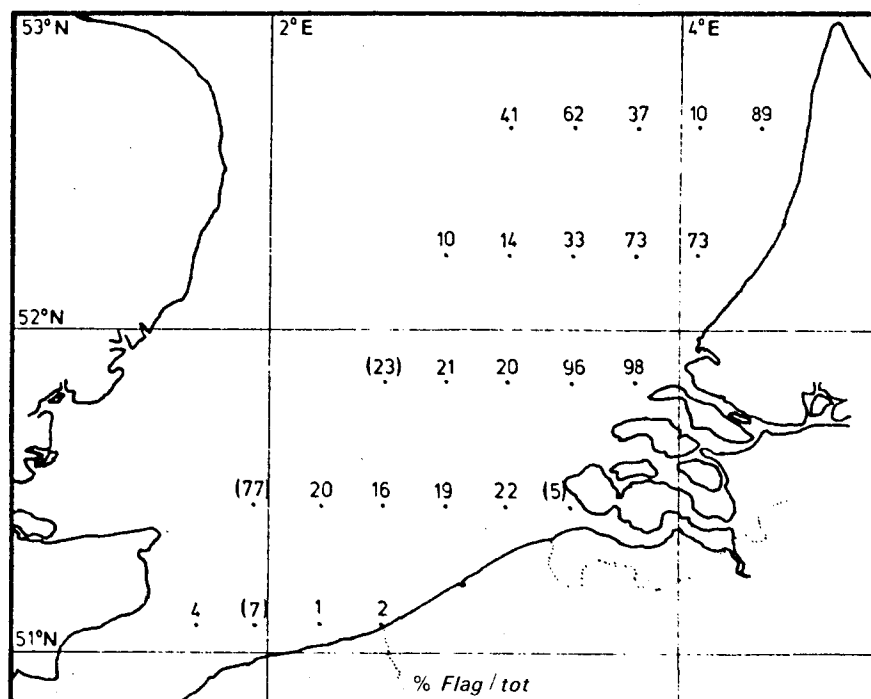 53°N 2°E 4°E
41 62 37 10 89
10 14 33 73 73
52°N
(23) 21 20 96 98
(77) 20 16 19 22 (5)
4 (7) 1 2
51°N
% Flag / tot